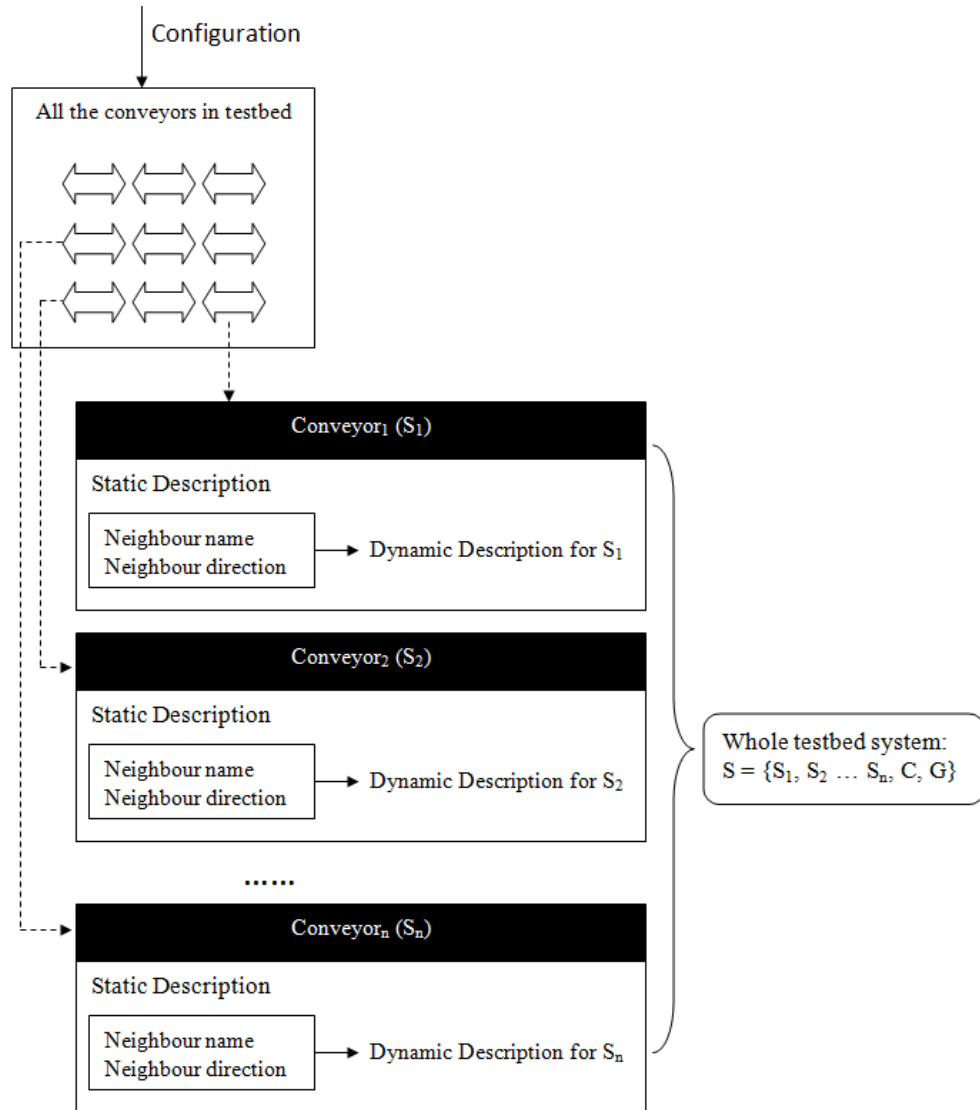 Configuration
All the conveyors in testbed
Conveyor₁ (S₁)
Static Description
Neighbour name
Neighbour direction
Dynamic Description for S₁
Conveyor₂ (S₂)
Static Description
Neighbour name
Neighbour direction
Dynamic Description for S₂
Whole testbed system:
S = {S₁, S₂ ... Sₙ, C, G}
......
Conveyorₙ (Sₙ)
Static Description
Neighbour name
Neighbour direction
Dynamic Description for Sₙ